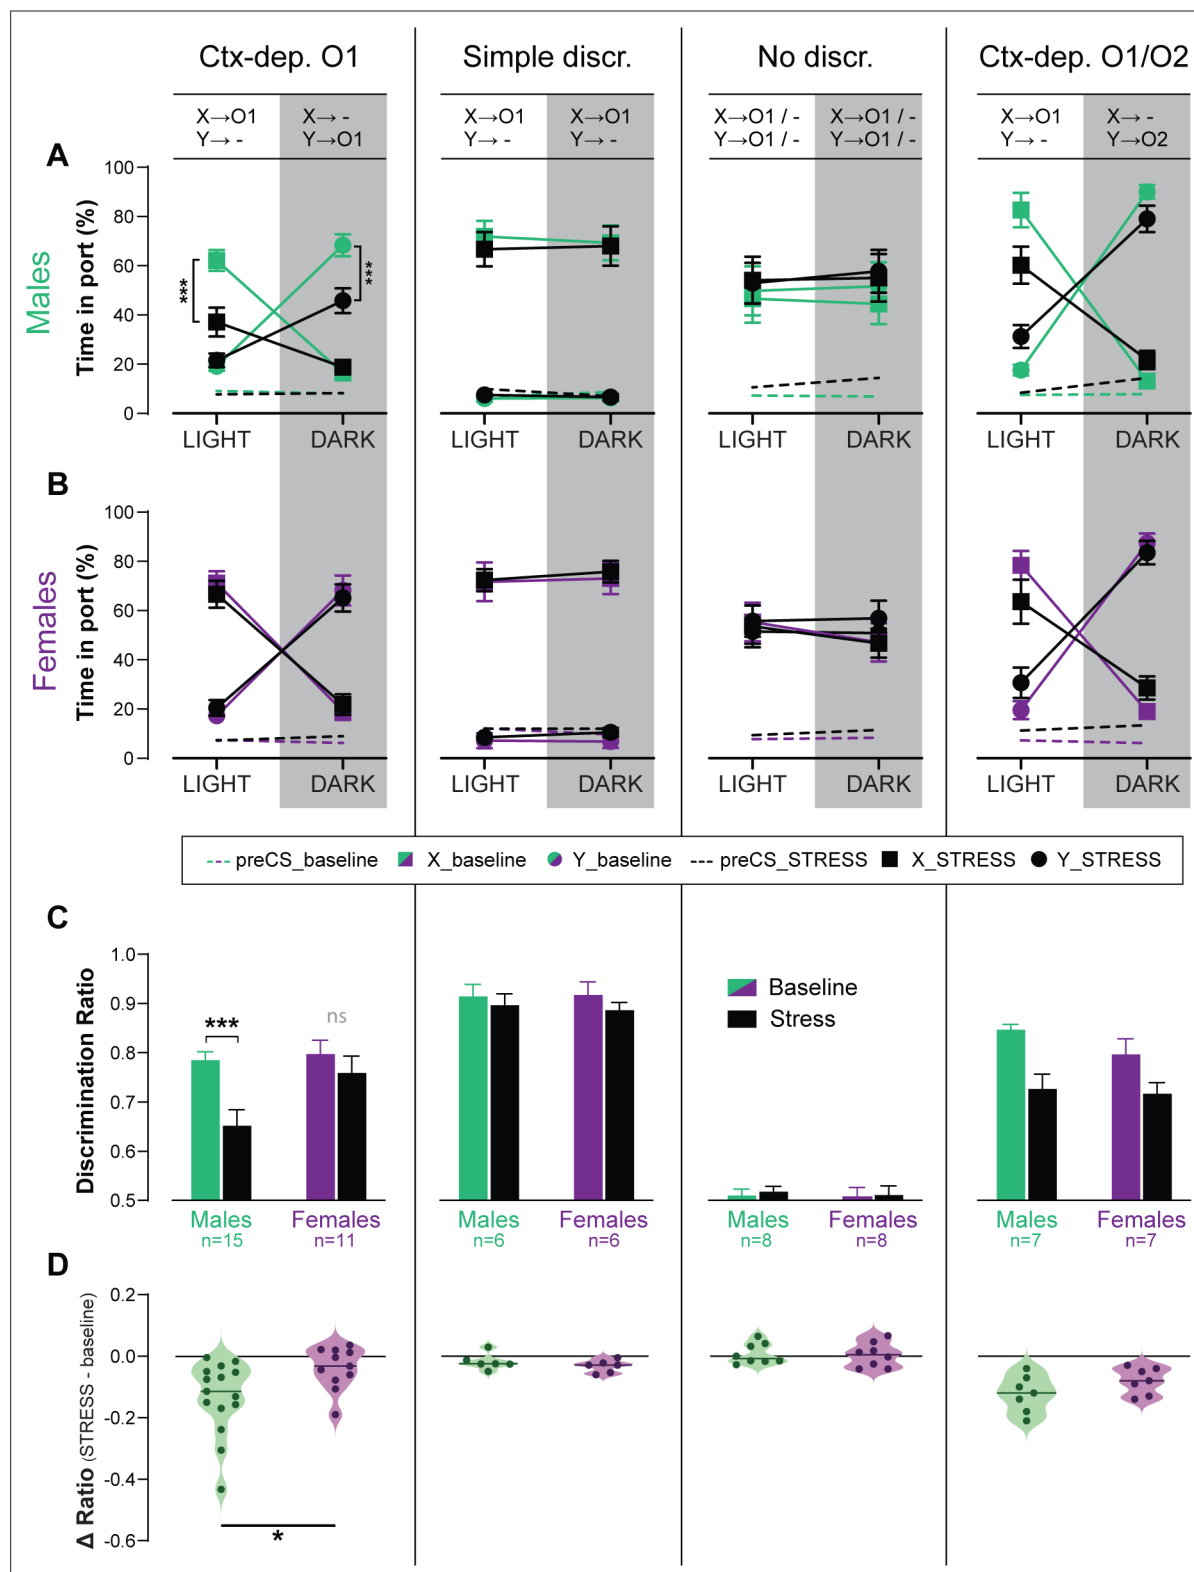 Ctx-dep. O1
Simple discr.
No discr.
Ctx-dep. O1/O2
X→O1
Y→ -
X→ -
Y→O1
X→O1
Y→ -
X→O1
Y→ -
X→O1 / -
Y→O1 / -
X→O1 / -
Y→O1 / -
X→O1
Y→ -
X→ -
Y→O2
A
Males
Time in port (%)
100
80
60
40
20
0
***
***
LIGHT
DARK
LIGHT
DARK
LIGHT
DARK
LIGHT
DARK
B
Females
Time in port (%)
100
80
60
40
20
0
LIGHT
DARK
LIGHT
DARK
LIGHT
DARK
LIGHT
DARK
preCS_baseline
X_baseline
Y_baseline
preCS_STRESS
X_STRESS
Y_STRESS
C
Discrimination Ratio
1.0
0.9
0.8
0.7
0.6
0.5
***
ns
Baseline
Stress
Males
n=15
Females
n=11
Males
n=6
Females
n=6
Males
n=8
Females
n=8
Males
n=7
Females
n=7
D
Δ Ratio (STRESS - baseline)
0.2
0.0
-0.2
-0.4
-0.6
*